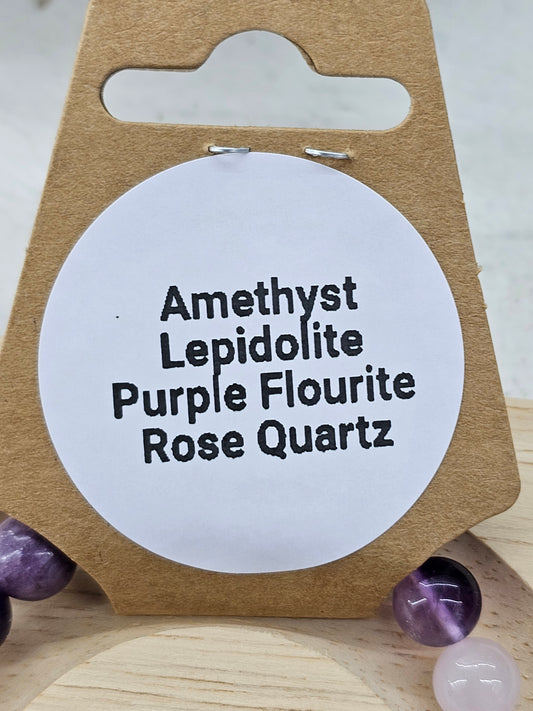 Amethyst
Lepidolite
Purple Flourite
Rose Quartz